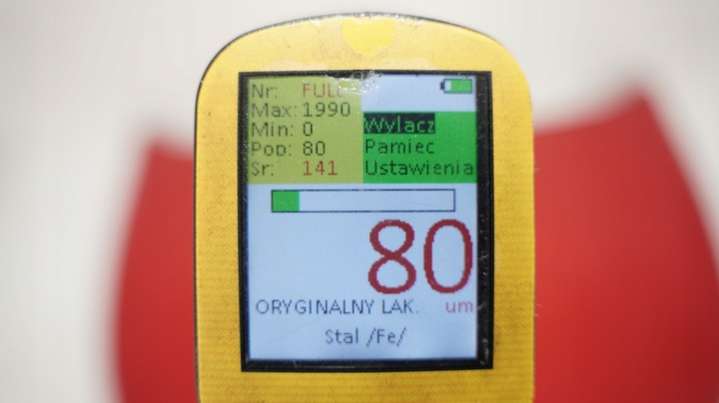 Nr: FULL
Max: 1990
Min: 0
Pop: 80
Sr: 141
Wylacz
Pamiec
Ustawienia
80
ORYGINALNY LAK. um
Stal /Fe/